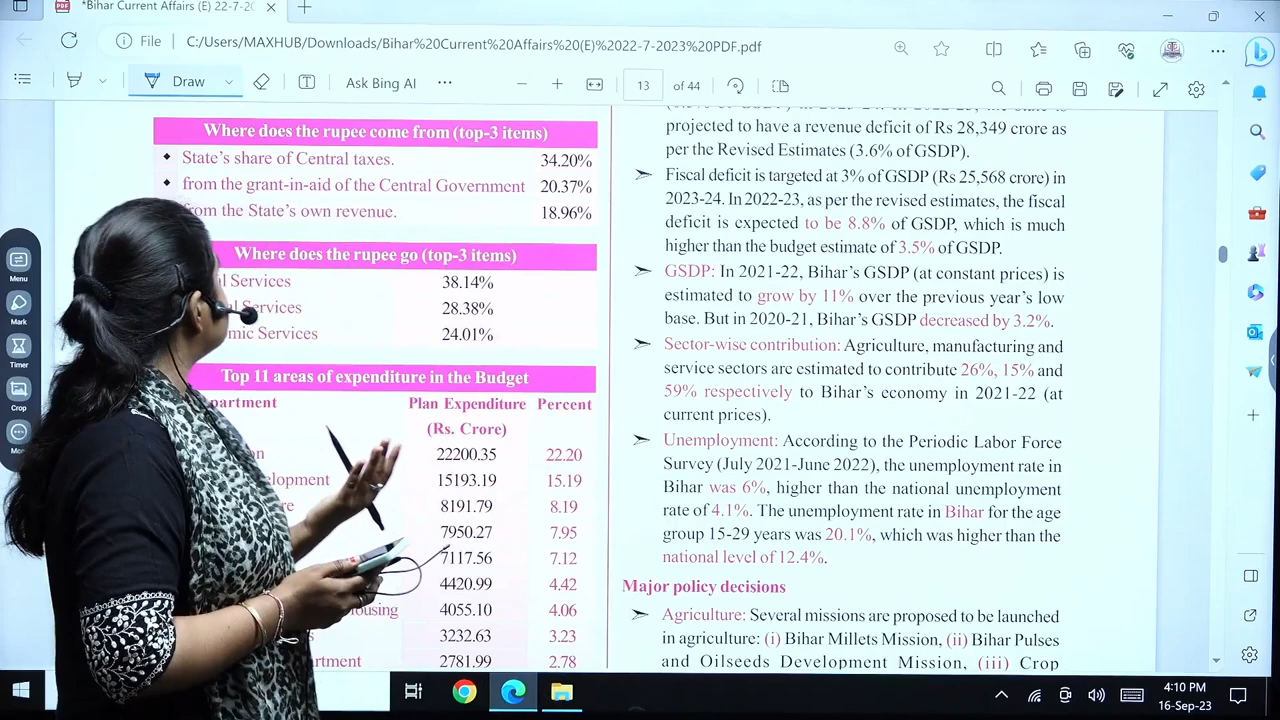 *Bihar Current Affairs (E) 22-7-20
File
C:/Users/MAXHUB/Downloads/Bihar%20Current%20Affairs%20(E)%2022-7-2023%20PDF.pdf
Draw
Ask Bing AI
13 of 44
Menu
Mark
Timer
Crop
Where does the rupee come from (top-3 items)
State's share of Central taxes. 34.20%
from the grant-in-aid of the Central Government 20.37%
from the State's own revenue. 18.96%
Where does the rupee go (top-3 items)
Services 38.14%
Services 28.38%
Services 24.01%
Top 11 areas of expenditure in the Budget
Plan Expenditure Percent
(Rs. Crore)
22200.35 22.20
15193.19 15.19
8191.79 8.19
7950.27 7.95
7117.56 7.12
4420.99 4.42
4055.10 4.06
3232.63 3.23
2781.99 2.78
projected to have a revenue deficit of Rs 28,349 crore as
per the Revised Estimates (3.6% of GSDP).
Fiscal deficit is targeted at 3% of GSDP (Rs 25,568 crore) in
2023-24. In 2022-23, as per the revised estimates, the fiscal
deficit is expected to be 8.8% of GSDP, which is much
higher than the budget estimate of 3.5% of GSDP.
GSDP: In 2021-22, Bihar's GSDP (at constant prices) is
estimated to grow by 11% over the previous year's low
base. But in 2020-21, Bihar's GSDP decreased by 3.2%.
Sector-wise contribution: Agriculture, manufacturing and
service sectors are estimated to contribute 26%, 15% and
59% respectively to Bihar's economy in 2021-22 (at
current prices).
Unemployment: According to the Periodic Labor Force
Survey (July 2021-June 2022), the unemployment rate in
Bihar was 6%, higher than the national unemployment
rate of 4.1%. The unemployment rate in Bihar for the age
group 15-29 years was 20.1%, which was higher than the
national level of 12.4%.
Major policy decisions
Agriculture: Several missions are proposed to be launched
in agriculture: (i) Bihar Millets Mission, (ii) Bihar Pulses
and Oilseeds Development Mission, (iii) Crop
4:10 PM
16-Sep-23